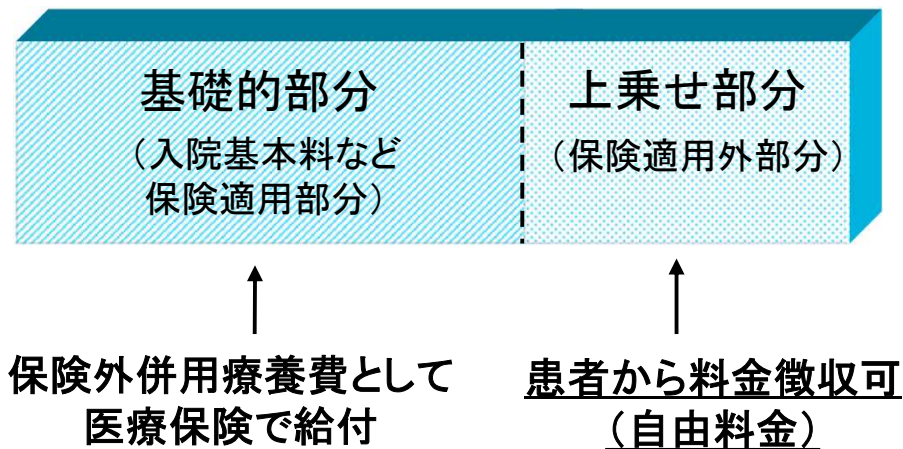 基礎的部分
（入院基本料など
保険適用部分）
上乗せ部分
（保険適用外部分）
保険外併用療養費として
医療保険で給付
患者から料金徴収可
（自由料金）